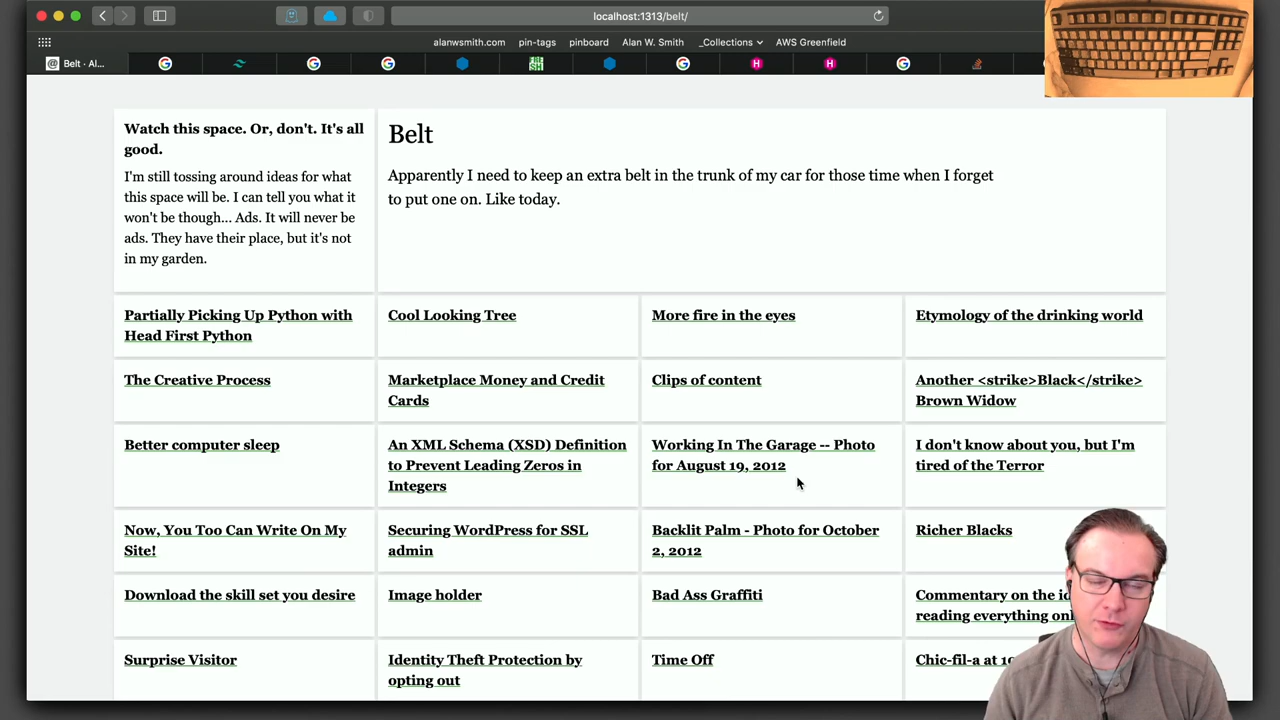 localhost:1313/belt/
alanwsmith.com pin-tags pinboard Alan W. Smith _Collections AWS Greenfield
Belt · Al...
Watch this space. Or, don't. It's all
good.
I'm still tossing around ideas for what
this space will be. I can tell you what it
won't be though... Ads. It will never be
ads. They have their place, but it's not
in my garden.
Belt
Apparently I need to keep an extra belt in the trunk of my car for those time when I forget
to put one on. Like today.
Partially Picking Up Python with
Head First Python
Cool Looking Tree
More fire in the eyes
Etymology of the drinking world
The Creative Process
Marketplace Money and Credit
Cards
Clips of content
Another <strike>Black</strike>
Brown Widow
Better computer sleep
An XML Schema (XSD) Definition
to Prevent Leading Zeros in
Integers
Working In The Garage -- Photo
for August 19, 2012
I don't know about you, but I'm
tired of the Terror
Now, You Too Can Write On My
Site!
Securing WordPress for SSL
admin
Backlit Palm - Photo for October
2, 2012
Richer Blacks
Download the skill set you desire
Image holder
Bad Ass Graffiti
Commentary on the
reading everything
Surprise Visitor
Identity Theft Protection by
opting out
Time Off
Chic-fil-a at